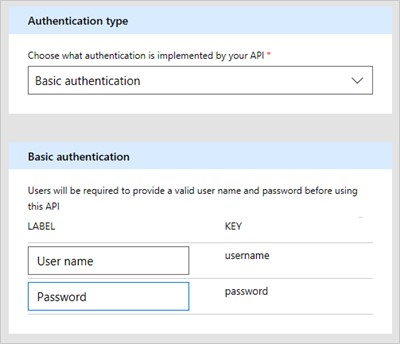 Authentication type
Choose what authentication is implemented by your API *
Basic authentication
Basic authentication
Users will be required to provide a valid user name and password before using
this API
LABEL KEY
User name username
Password password